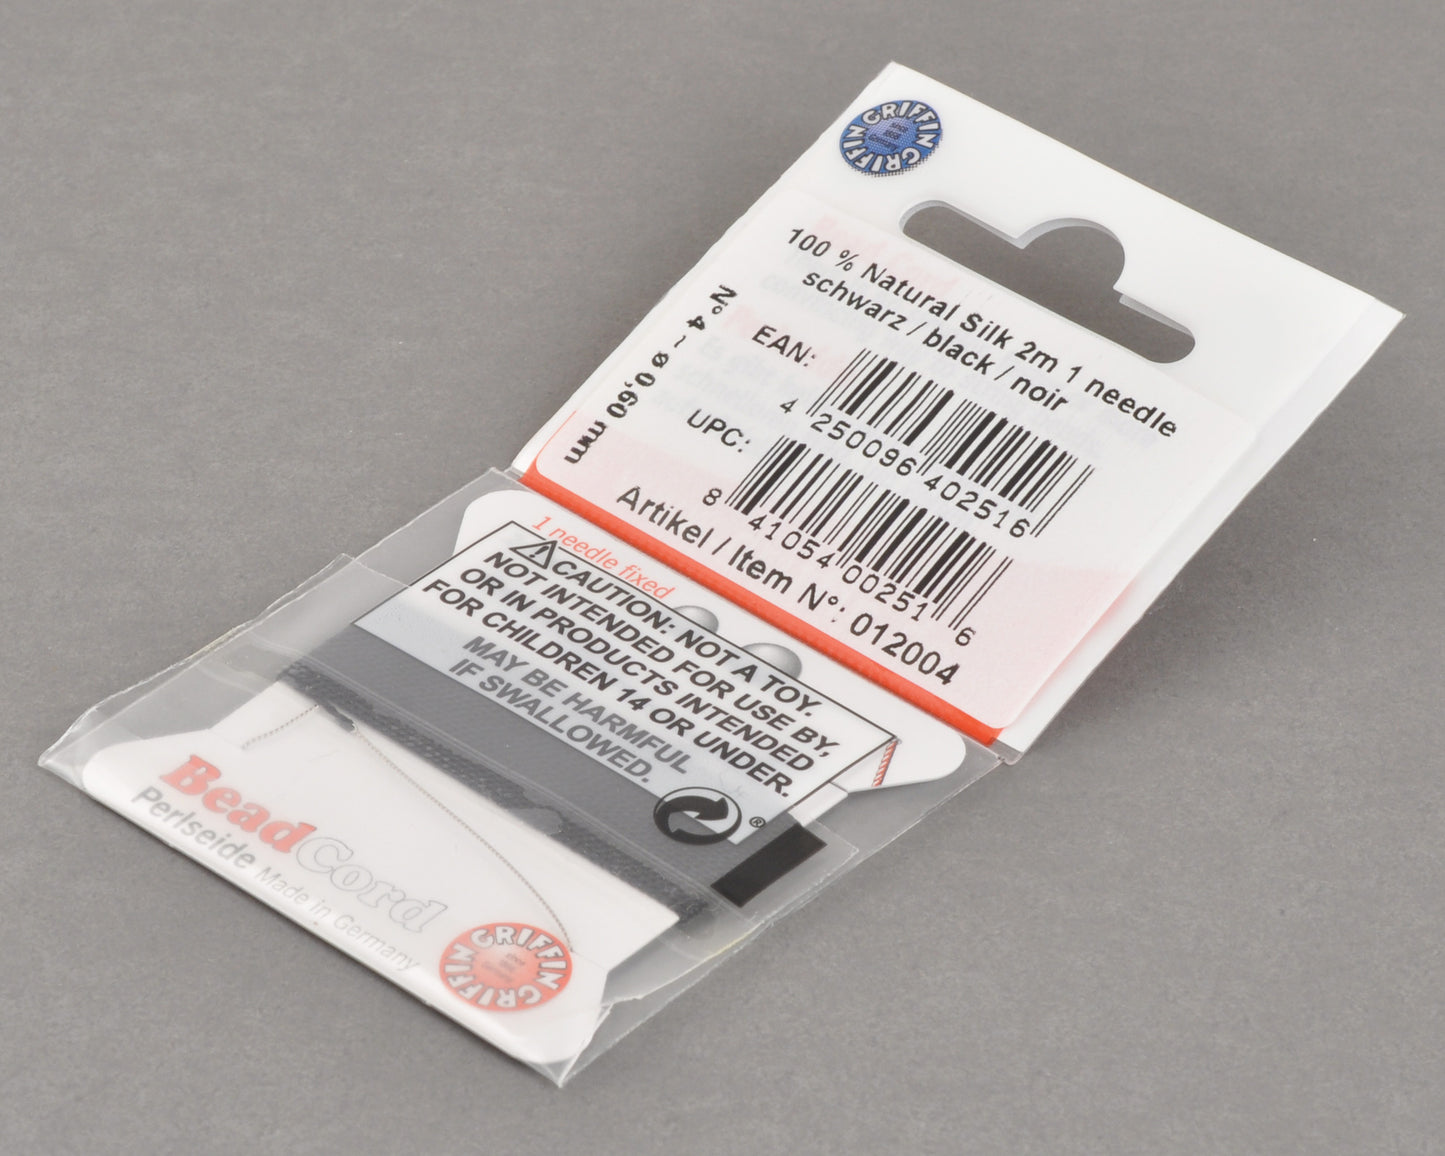 GRIFFIN GRIFFIN
100 % Natural Silk 2m 1 needle
schwarz / black / noir
N° 4 ~ ø 0,60 mm
EAN:
4 250096 402516
UPC:
8 41054 00251 6
Artikel / Item N°: 012004
1 needle fixed
CAUTION: NOT A TOY.
NOT INTENDED FOR USE BY,
OR IN PRODUCTS INTENDED
FOR CHILDREN 14 OR UNDER.
MAY BE HARMFUL
IF SWALLOWED.
®
BeadCord
Perlseide Made in Germany
GRIFFIN GRIFFIN